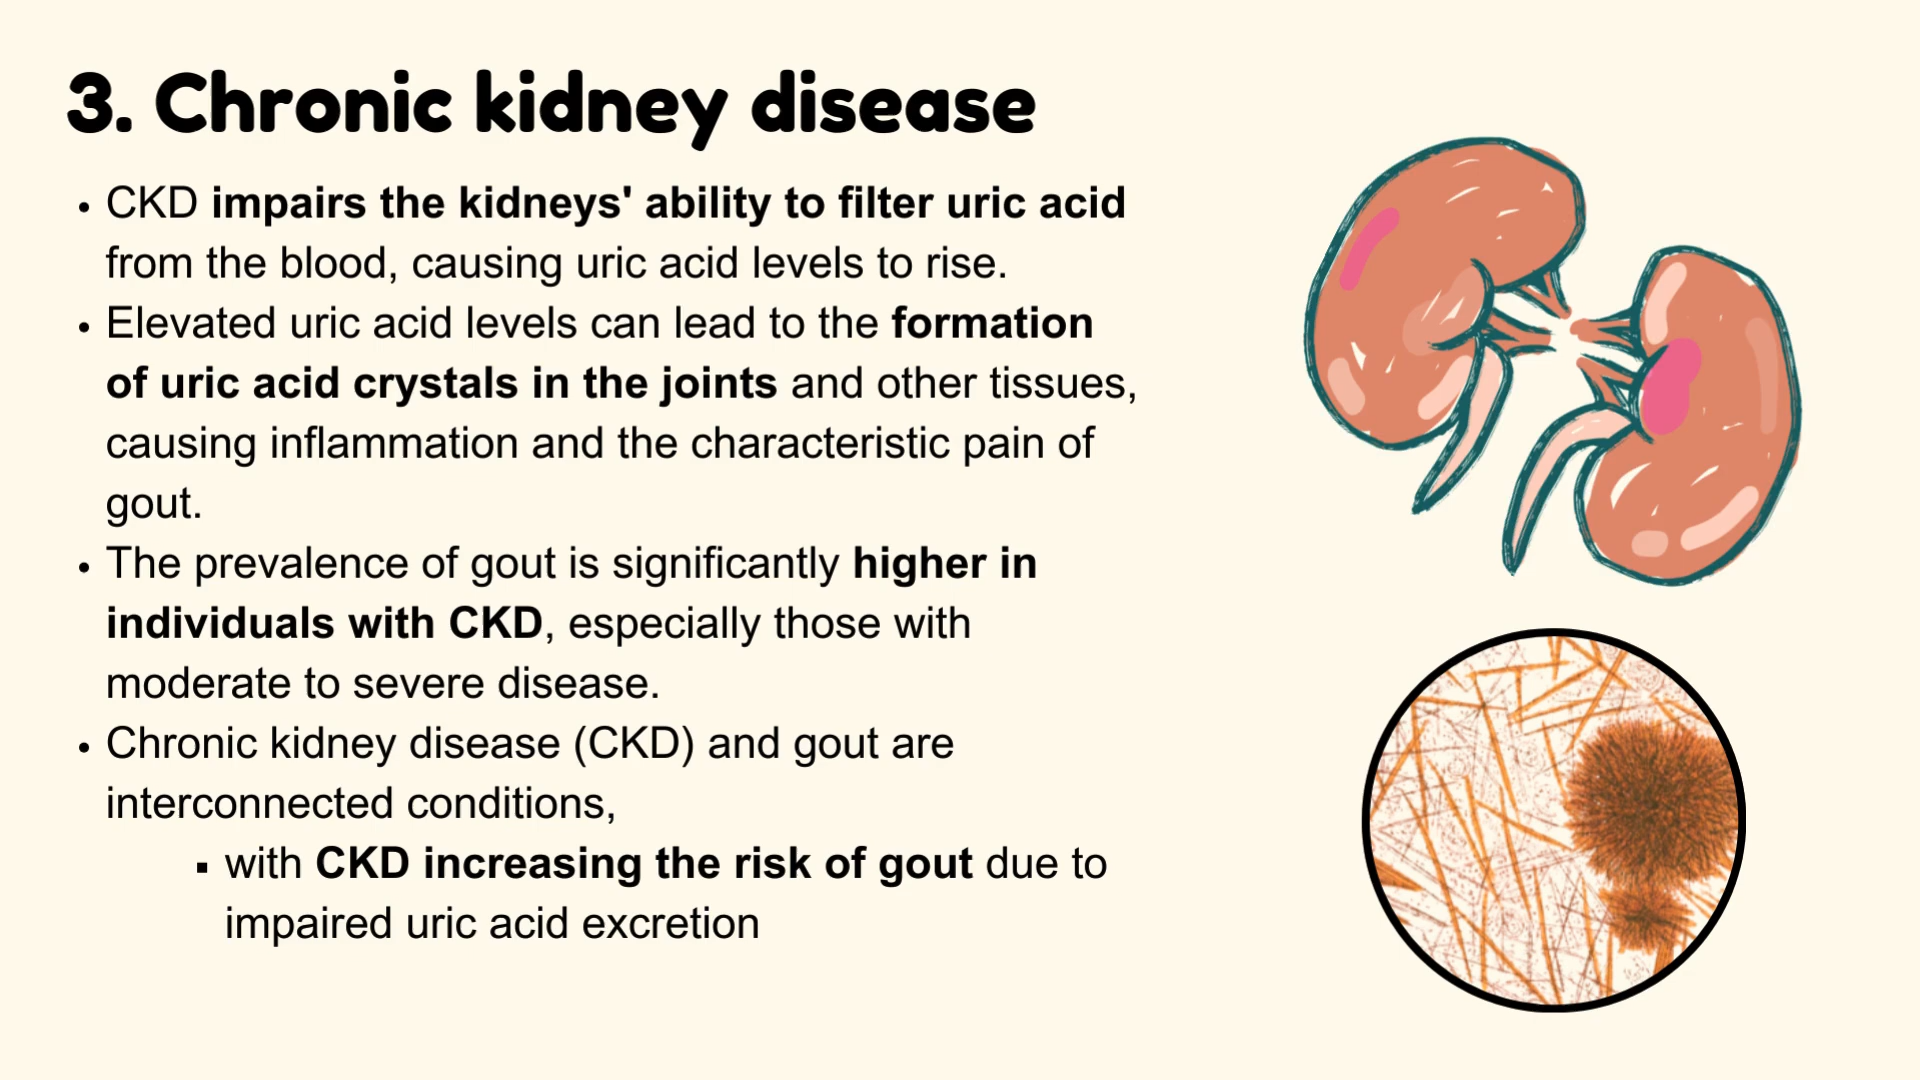 3. Chronic kidney disease
• CKD impairs the kidneys' ability to filter uric acid
from the blood, causing uric acid levels to rise.
• Elevated uric acid levels can lead to the formation
of uric acid crystals in the joints and other tissues,
causing inflammation and the characteristic pain of
gout.
• The prevalence of gout is significantly higher in
individuals with CKD, especially those with
moderate to severe disease.
• Chronic kidney disease (CKD) and gout are
interconnected conditions,
▪ with CKD increasing the risk of gout due to
impaired uric acid excretion